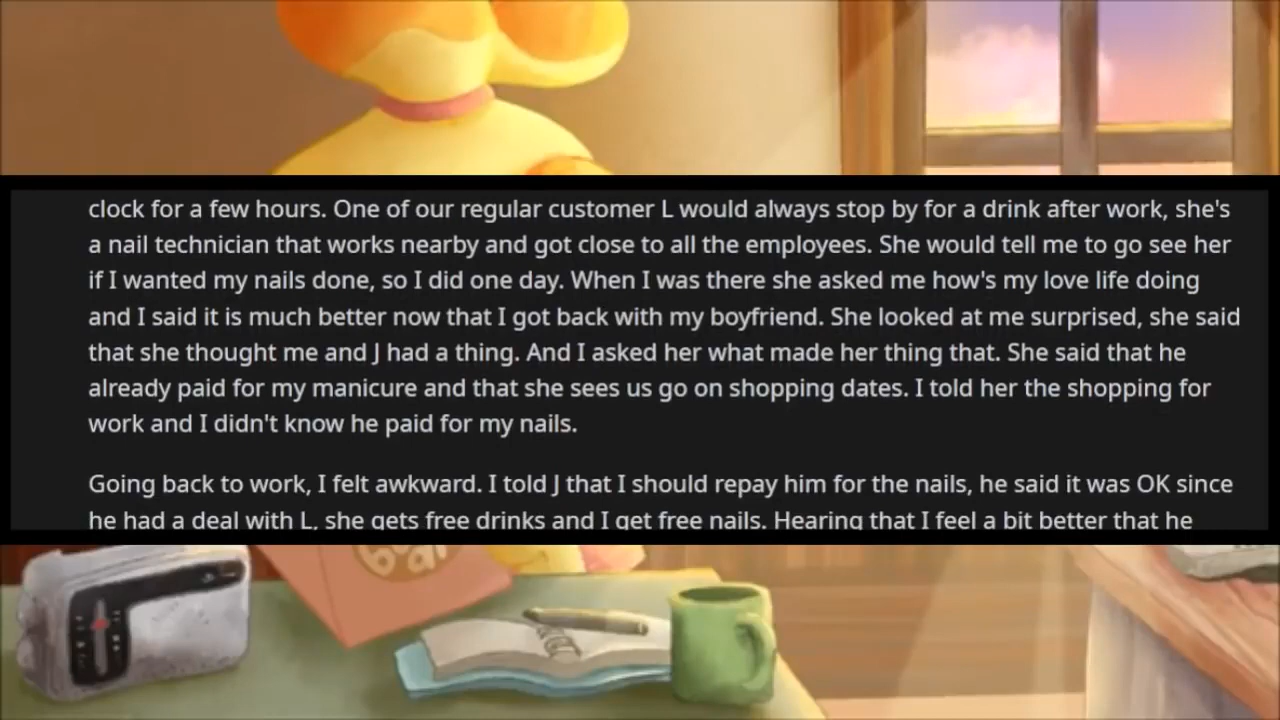 clock for a few hours. One of our regular customer L would always stop by for a drink after work, she's
a nail technician that works nearby and got close to all the employees. She would tell me to go see her
if I wanted my nails done, so I did one day. When I was there she asked me how's my love life doing
and I said it is much better now that I got back with my boyfriend. She looked at me surprised, she said
that she thought me and J had a thing. And I asked her what made her thing that. She said that he
already paid for my manicure and that she sees us go on shopping dates. I told her the shopping for
work and I didn't know he paid for my nails.
Going back to work, I felt awkward. I told J that I should repay him for the nails, he said it was OK since
he had a deal with L, she gets free drinks and I get free nails. Hearing that I feel a bit better that he